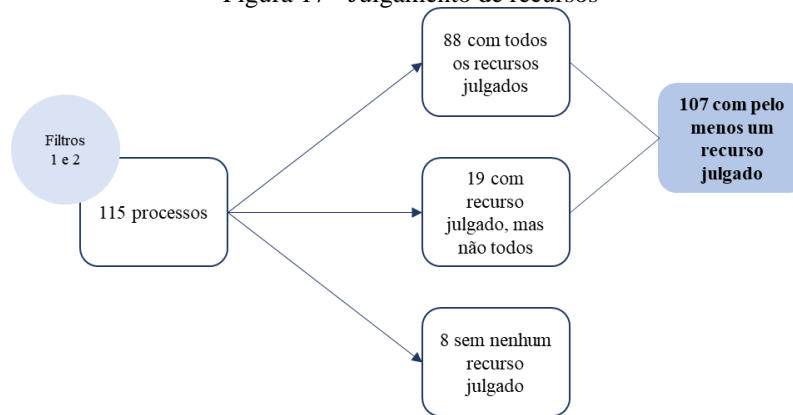 Figura 17 - Julgamento de recursos
Filtros
1 e 2
115 processos
88 com todos
os recursos
julgados
19 com
recurso
julgado, mas
não todos
8 sem nenhum
recurso
julgado
107 com pelo
menos um
recurso
julgado